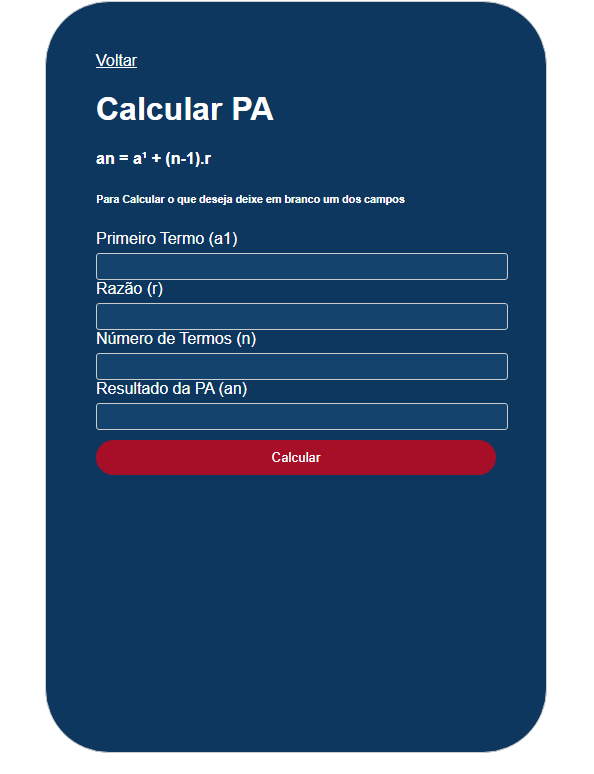 Voltar
Calcular PA
an = a¹ + (n-1).r
Para Calcular o que deseja deixe em branco um dos campos
Primeiro Termo (a1)
Razão (r)
Número de Termos (n)
Resultado da PA (an)
Calcular